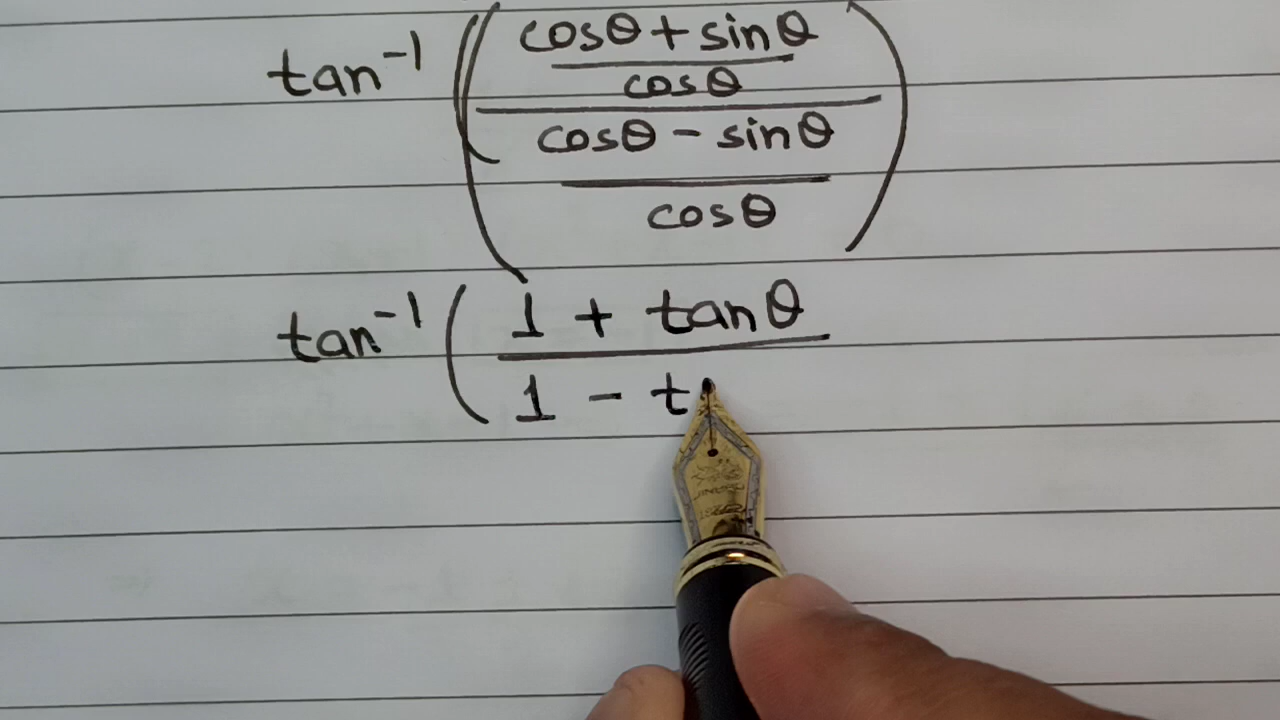 tan⁻¹ ((cosθ + sinθ
cosθ
cosθ - sinθ
cosθ)
tan⁻¹ (1 + tanθ
1 - t